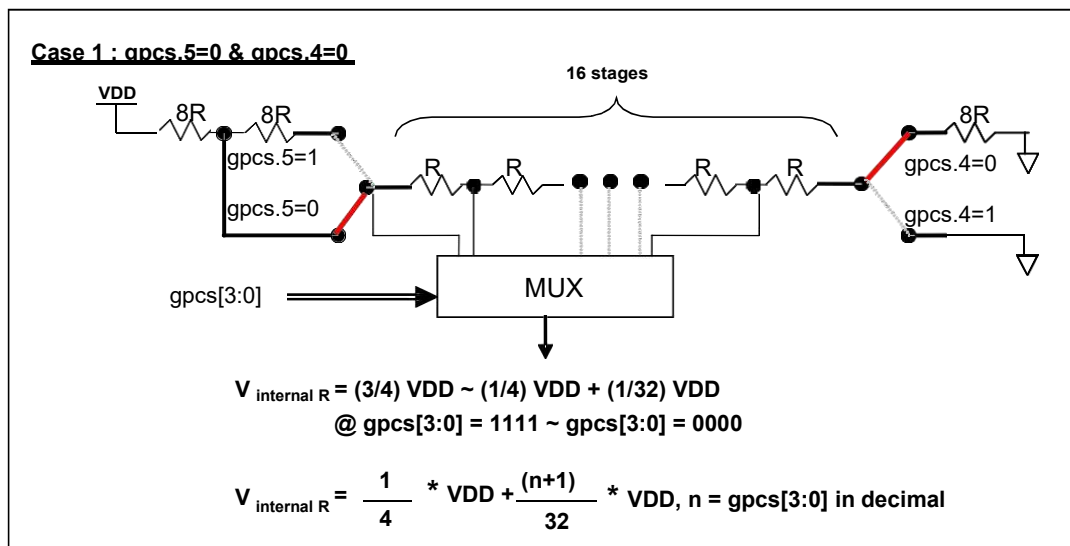 Case 1 : gpcs.5=0 & gpcs.4=0
16 stages
VDD
8R 8R
8R
gpcs.5=1
R R R R
gpcs.4=0
gpcs.5=0
gpcs.4=1
MUX
gpcs[3:0]
V internal R = (3/4) VDD ~ (1/4) VDD + (1/32) VDD
@ gpcs[3:0] = 1111 ~ gpcs[3:0] = 0000
V internal R = 1/4 * VDD + (n+1)/32 * VDD, n = gpcs[3:0] in decimal